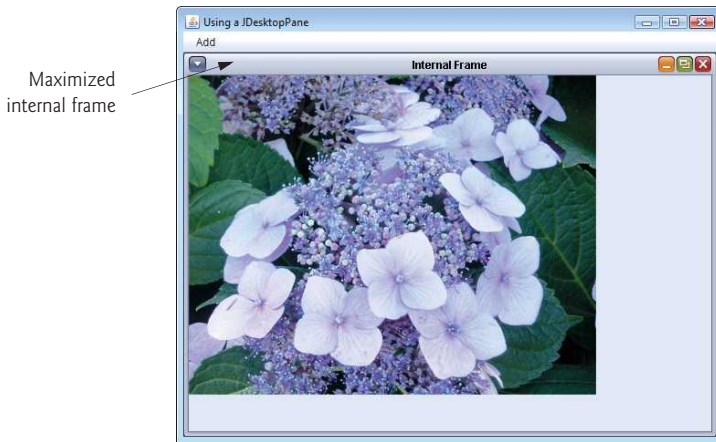 Using a JDesktopPane
Add
Internal Frame
Maximized
internal frame